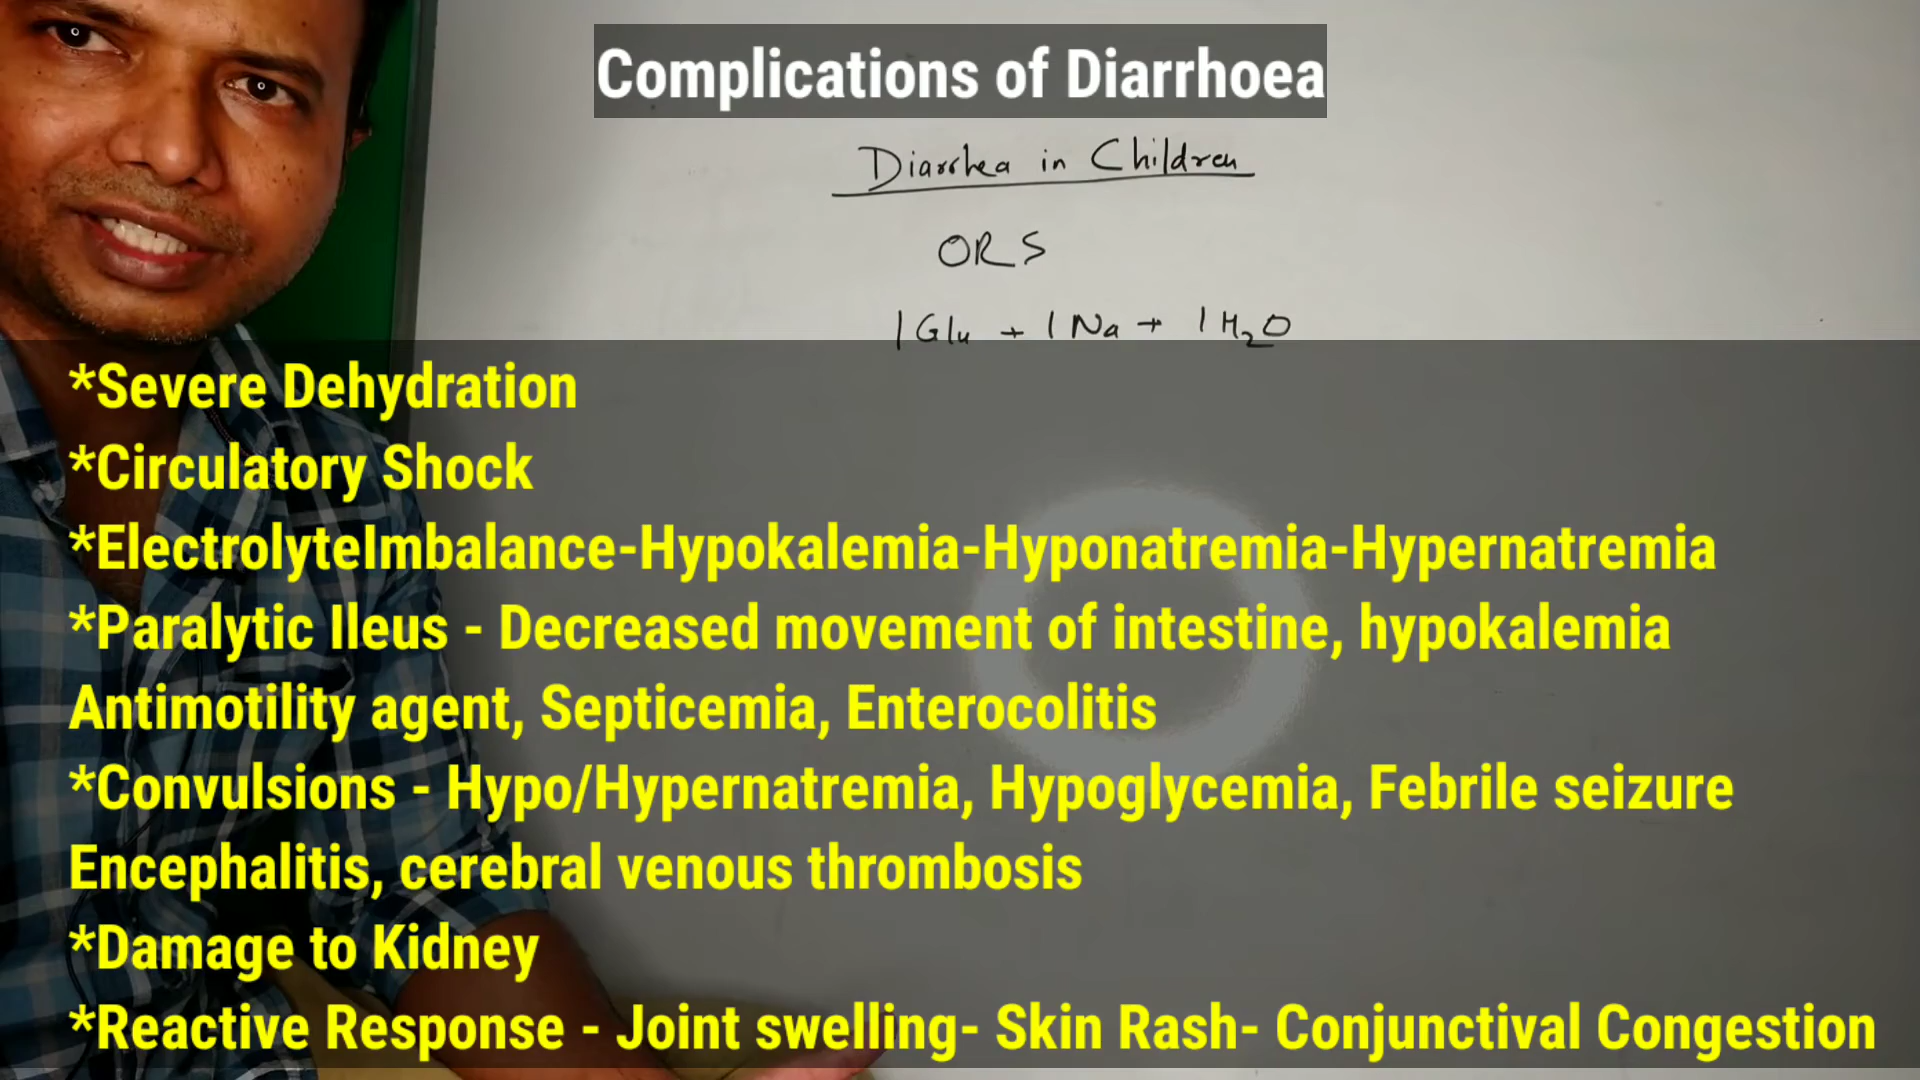 Complications of Diarrhoea
Diarrhea in Children
ORS
1 Glu + 1 Na + 1 H₂O
*Severe Dehydration
*Circulatory Shock
*ElectrolyteImbalance-Hypokalemia-Hyponatremia-Hypernatremia
*Paralytic Ileus - Decreased movement of intestine, hypokalemia
Antimotility agent, Septicemia, Enterocolitis
*Convulsions - Hypo/Hypernatremia, Hypoglycemia, Febrile seizure
Encephalitis, cerebral venous thrombosis
*Damage to Kidney
*Reactive Response - Joint swelling- Skin Rash- Conjunctival Congestion